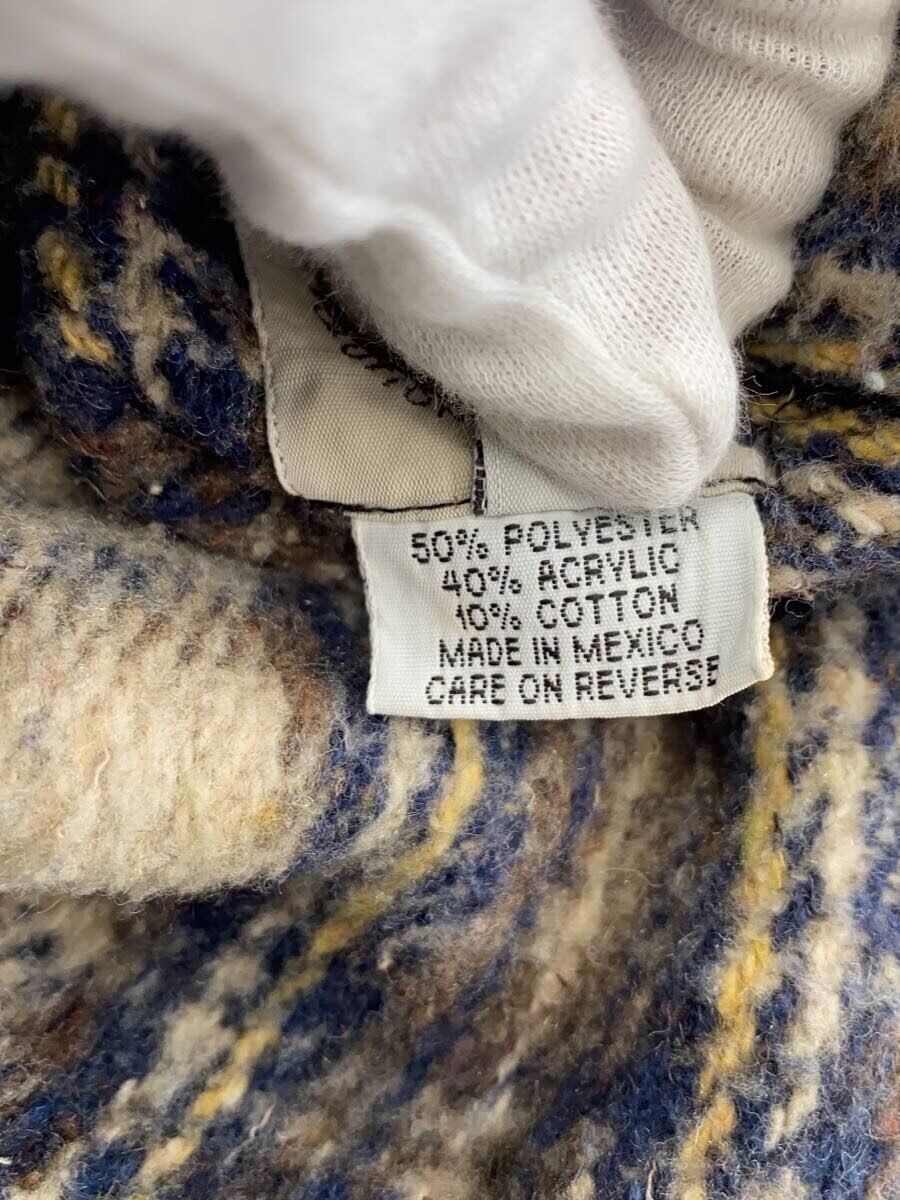 50% POLYESTER
40% ACRYLIC
10% COTTON
MADE IN MEXICO
CARE ON REVERSE